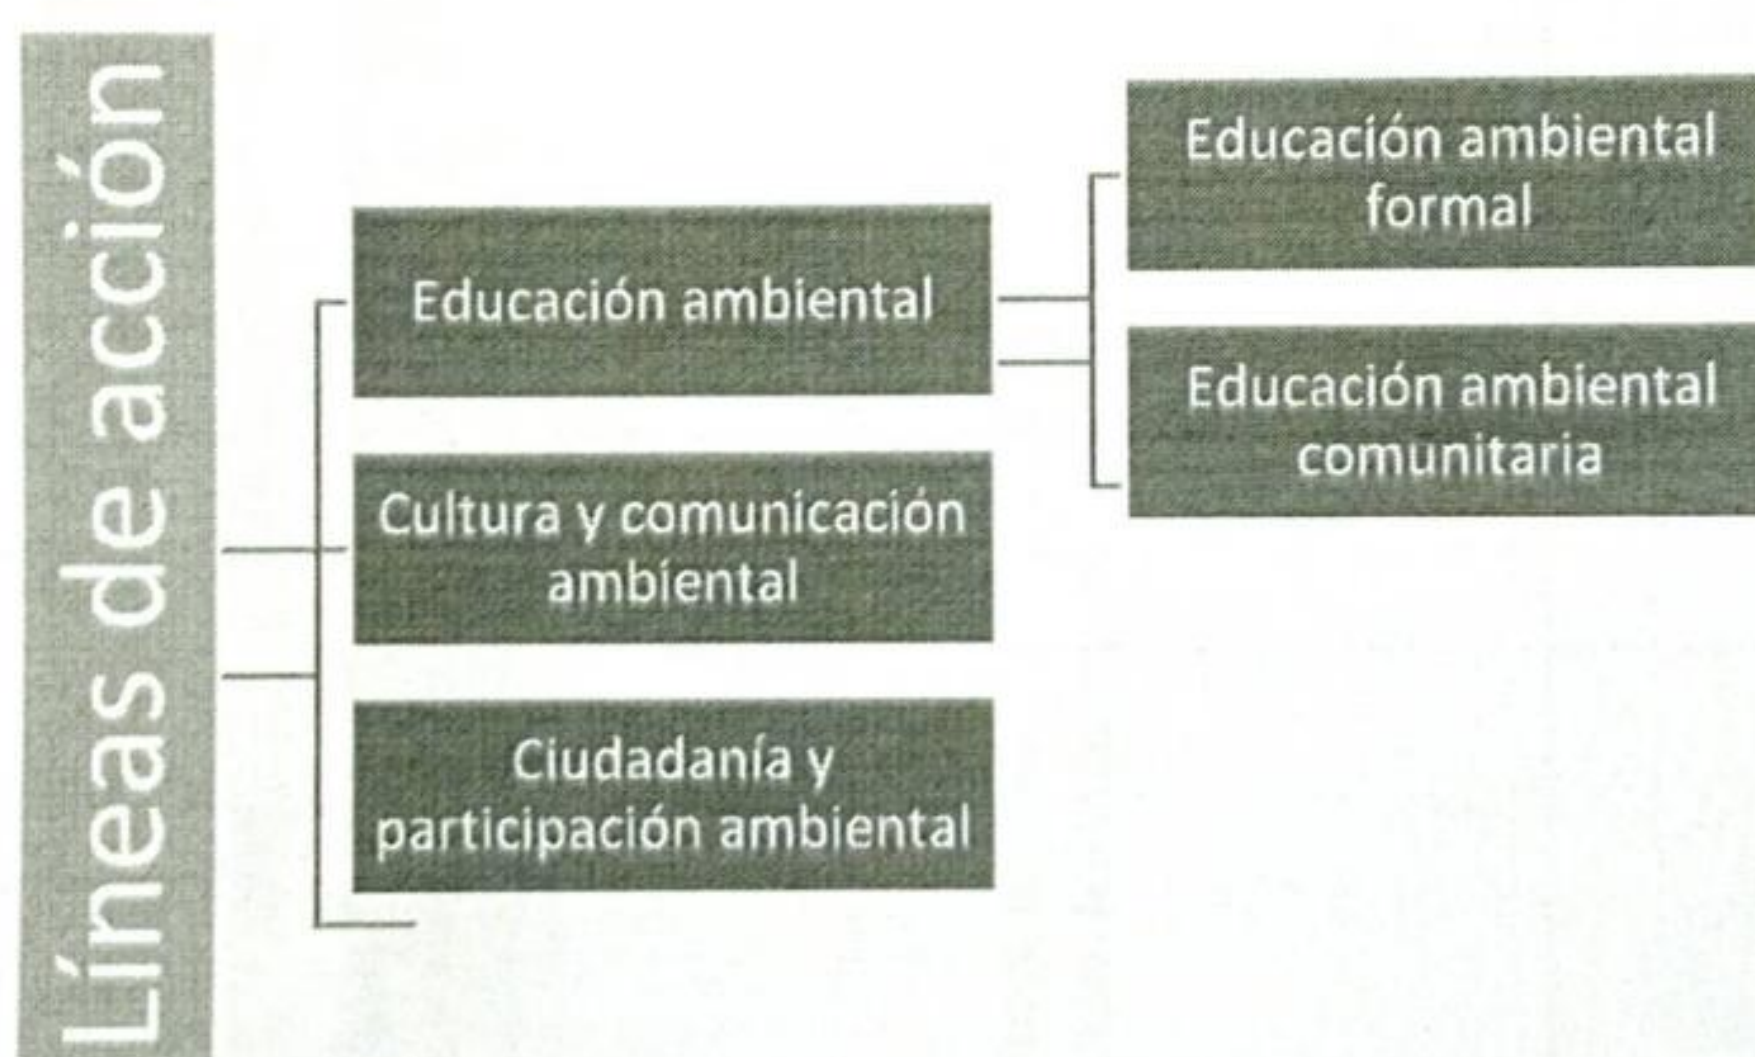 Líneas de acción
Educación ambiental
Cultura y comunicación
ambiental
Ciudadanía y
participación ambiental
Educación ambiental
formal
Educación ambiental
comunitaria